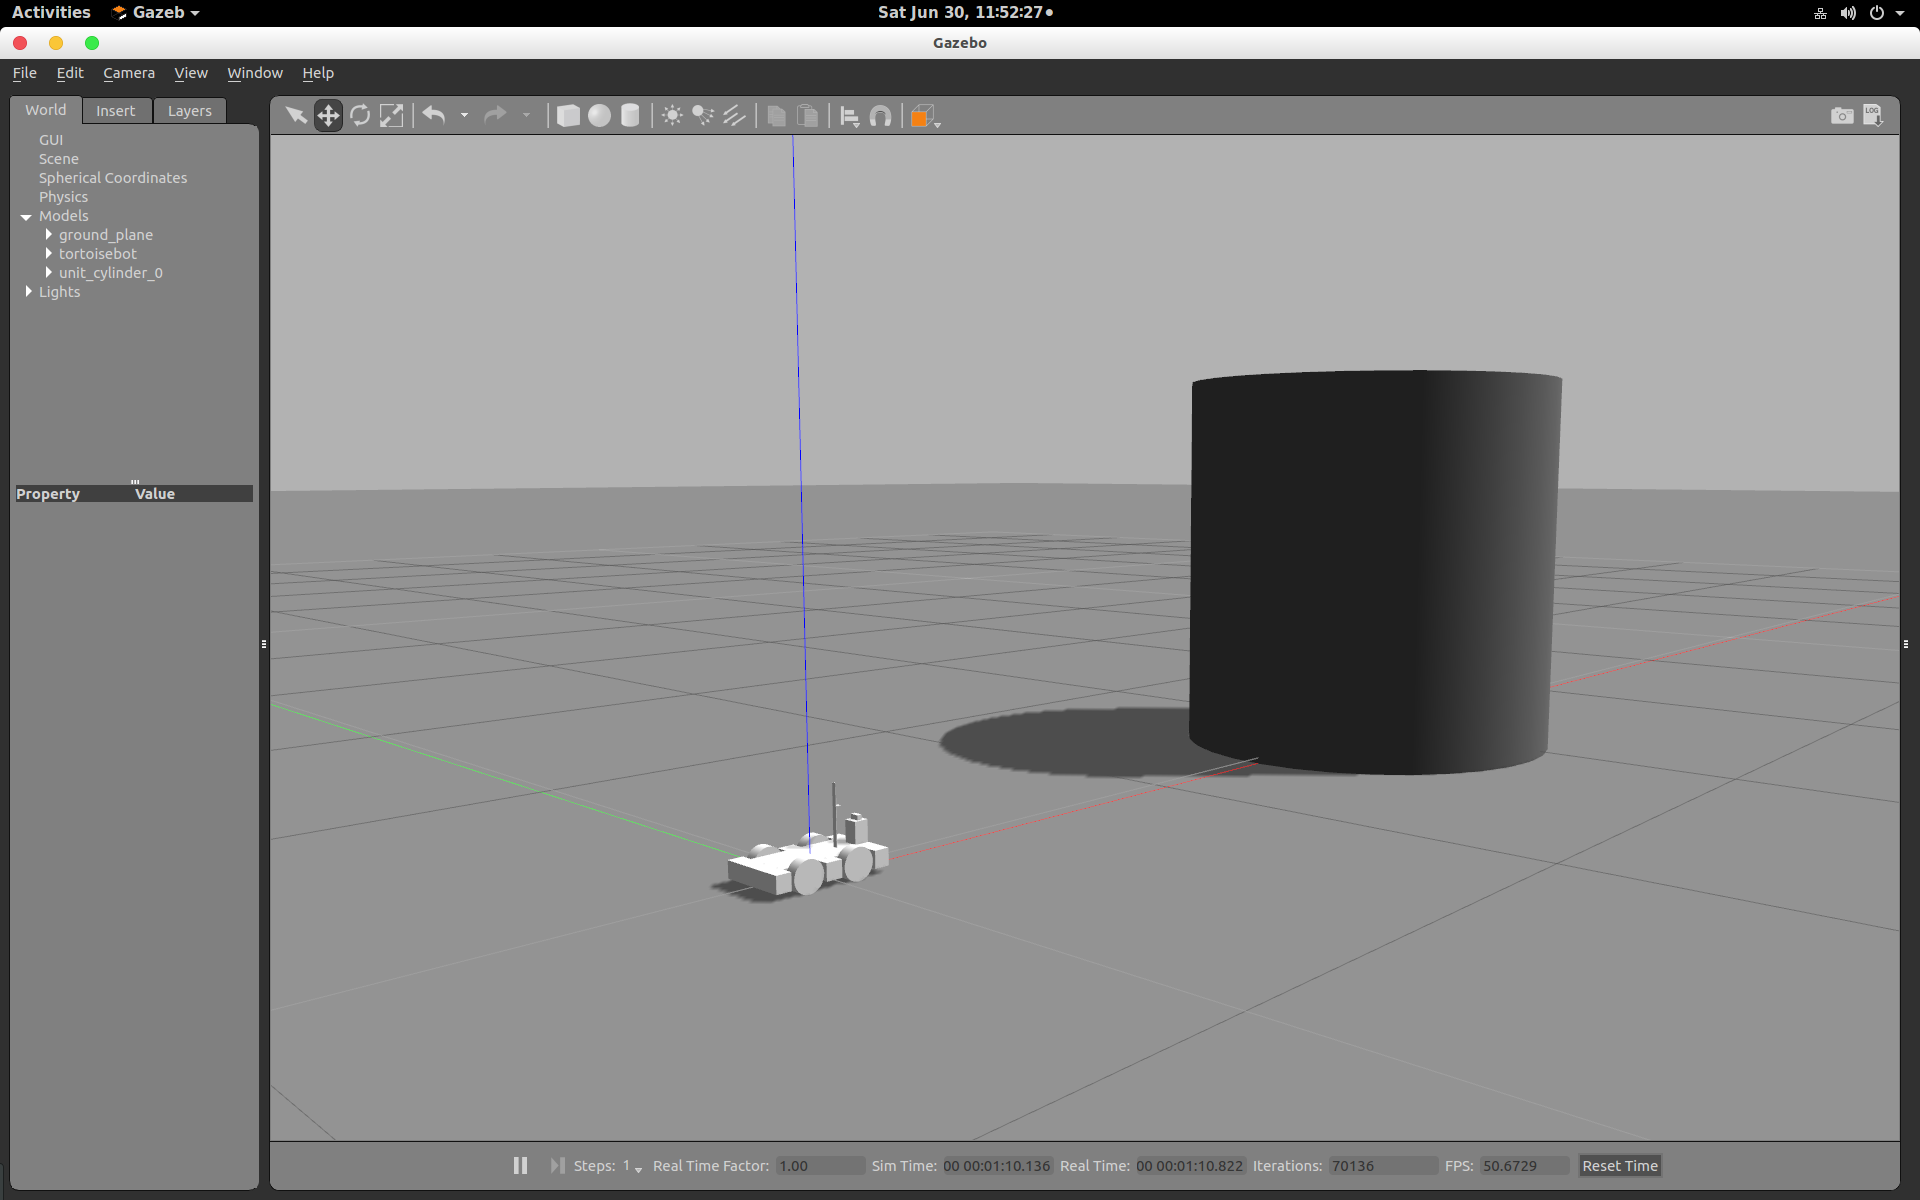 Activities Gazeb Sat Jun 30, 11:52:27
Gazebo
File Edit Camera View Window Help
World Insert Layers
LOG
GUI
Scene
Spherical Coordinates
Physics
Models
ground_plane
tortoisebot
unit_cylinder_0
Lights
Property Value
Steps: 1 Real Time Factor: 1.00 Sim Time: 00 00:01:10.136 Real Time: 00 00:01:10.822 Iterations: 70136 FPS: 50.6729 Reset Time